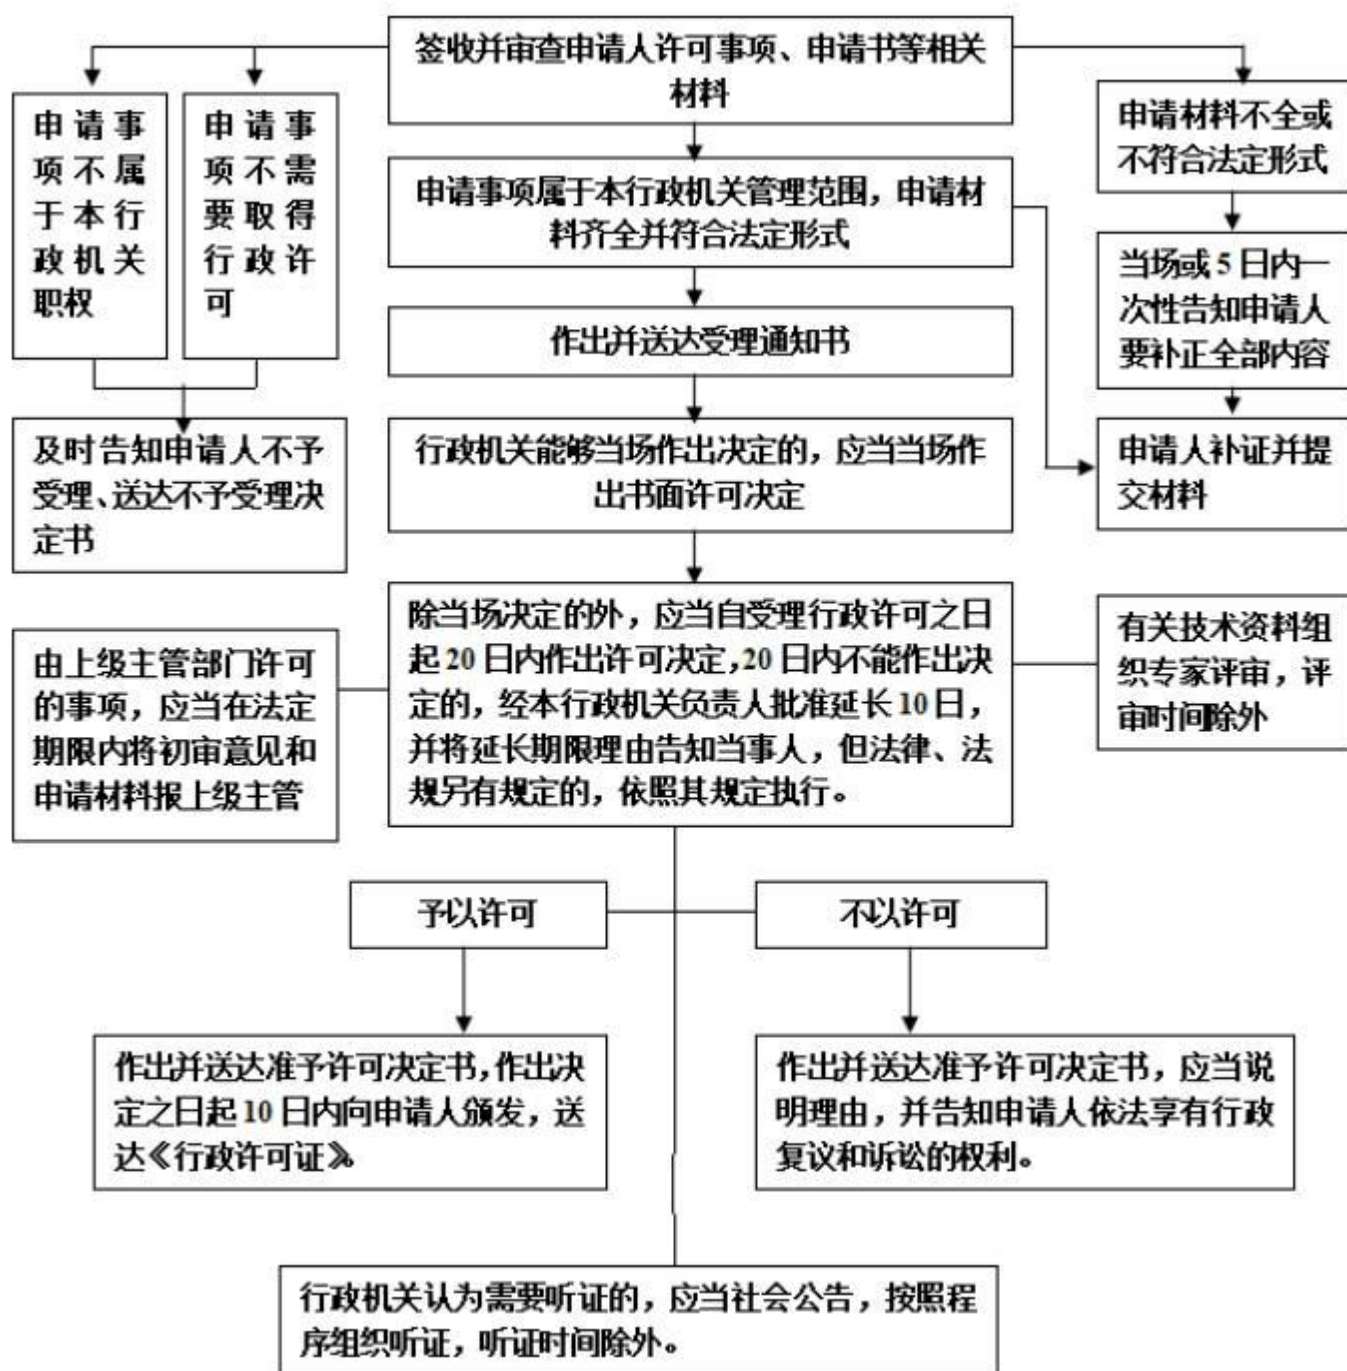 签收并审查申请人许可事项、申请书等相关
材料
申请事
项不属
于本行
政机关
职权
申请事
项不需
要取得
行政许
可
申请材料不全或
不符合法定形式
申请事项属于本行政机关管理范围，申请材
料齐全并符合法定形式
当场或5日内一
次性告知申请人
要补正全部内容
作出并送达受理通知书
及时告知申请人不予
受理、送达不予受理决
定书
行政机关能够当场作出决定的，应当当场作
出书面许可决定
申请人补证并提
交材料
除当场决定的外，应当自受理行政许可之日
起20日内作出许可决定，20日内不能作出决
定的，经本行政机关负责人批准延长10日，
并将延长期限理由告知当事人，但法律、法
规另有规定的，依照其规定执行。
由上级主管部门许可
的事项，应当在法定
期限内将初审意见和
申请材料报上级主管
有关技术资料组
织专家评审，评
审时间除外
予以许可
不以许可
作出并送达准予许可决定书，作出决
定之日起10日内向申请人颁发，送
达《行政许可证》。
作出并送达准予许可决定书，应当说
明理由，并告知申请人依法享有行政
复议和诉讼的权利。
行政机关认为需要听证的，应当社会公告，按照程
序组织听证，听证时间除外。